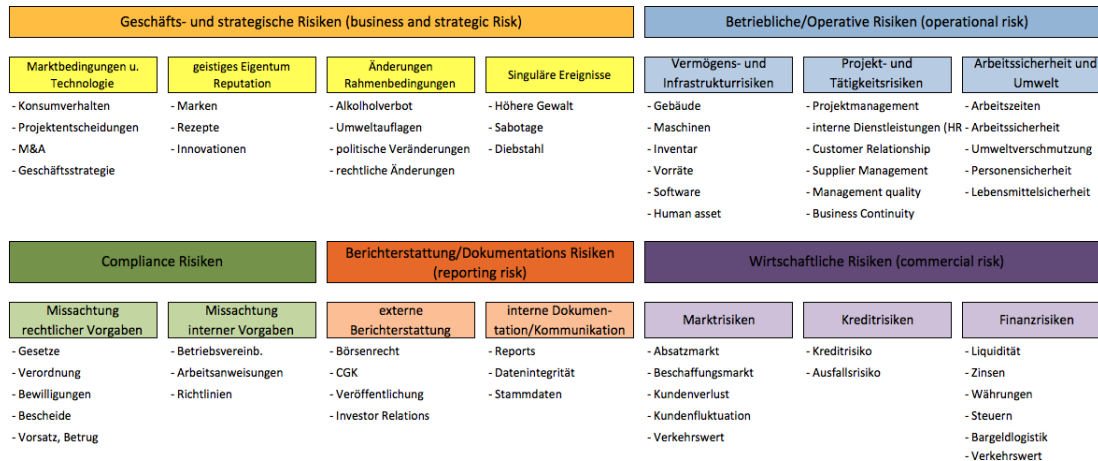 Geschäfts- und strategische Risiken (business and strategic Risk)
Marktbedingungen u.
Technologie
- Konsumverhalten
- Projektentscheidungen
- M&A
- Geschäftsstrategie
geistiges Eigentum
Reputation
- Marken
- Rezepte
- Innovationen
Änderungen
Rahmenbedingungen
- Alkoholverbot
- Umweltauflagen
- politische Veränderungen
- rechtliche Änderungen
Singuläre Ereignisse
- Höhere Gewalt
- Sabotage
- Diebstahl
Betriebliche/Operative Risiken (operational risk)
Vermögens- und
Infrastrukturrisiken
- Gebäude
- Maschinen
- Inventar
- Vorräte
- Software
- Human asset
Projekt- und
Tätigkeitsrisiken
- Projektmanagement
- interne Dienstleistungen (HR
- Customer Relationship
- Supplier Management
- Management quality
- Business Continuity
Arbeitssicherheit und
Umwelt
- Arbeitszeiten
- Arbeitssicherheit
- Umweltverschmutzung
- Personensicherheit
- Lebensmittelsicherheit
Compliance Risiken
Missachtung
rechtlicher Vorgaben
- Gesetze
- Verordnung
- Bewilligungen
- Bescheide
- Vorsatz, Betrug
Missachtung
interner Vorgaben
- Betriebsvereinb.
- Arbeitsanweisungen
- Richtlinien
Berichterstattung/Dokumentations Risiken
(reporting risk)
externe
Berichterstattung
- Börsenrecht
- CGK
- Veröffentlichung
- Investor Relations
interne Dokumen-
tation/Kommunikation
- Reports
- Datenintegrität
- Stammdaten
Wirtschaftliche Risiken (commercial risk)
Marktrisiken
- Absatzmarkt
- Beschaffungsmarkt
- Kundenverlust
- Kundenfluktuation
- Verkehrswert
Kreditrisiken
- Kreditrisiko
- Ausfallsrisiko
Finanzrisiken
- Liquidität
- Zinsen
- Währungen
- Steuern
- Bargeldlogistik
- Verkehrswert